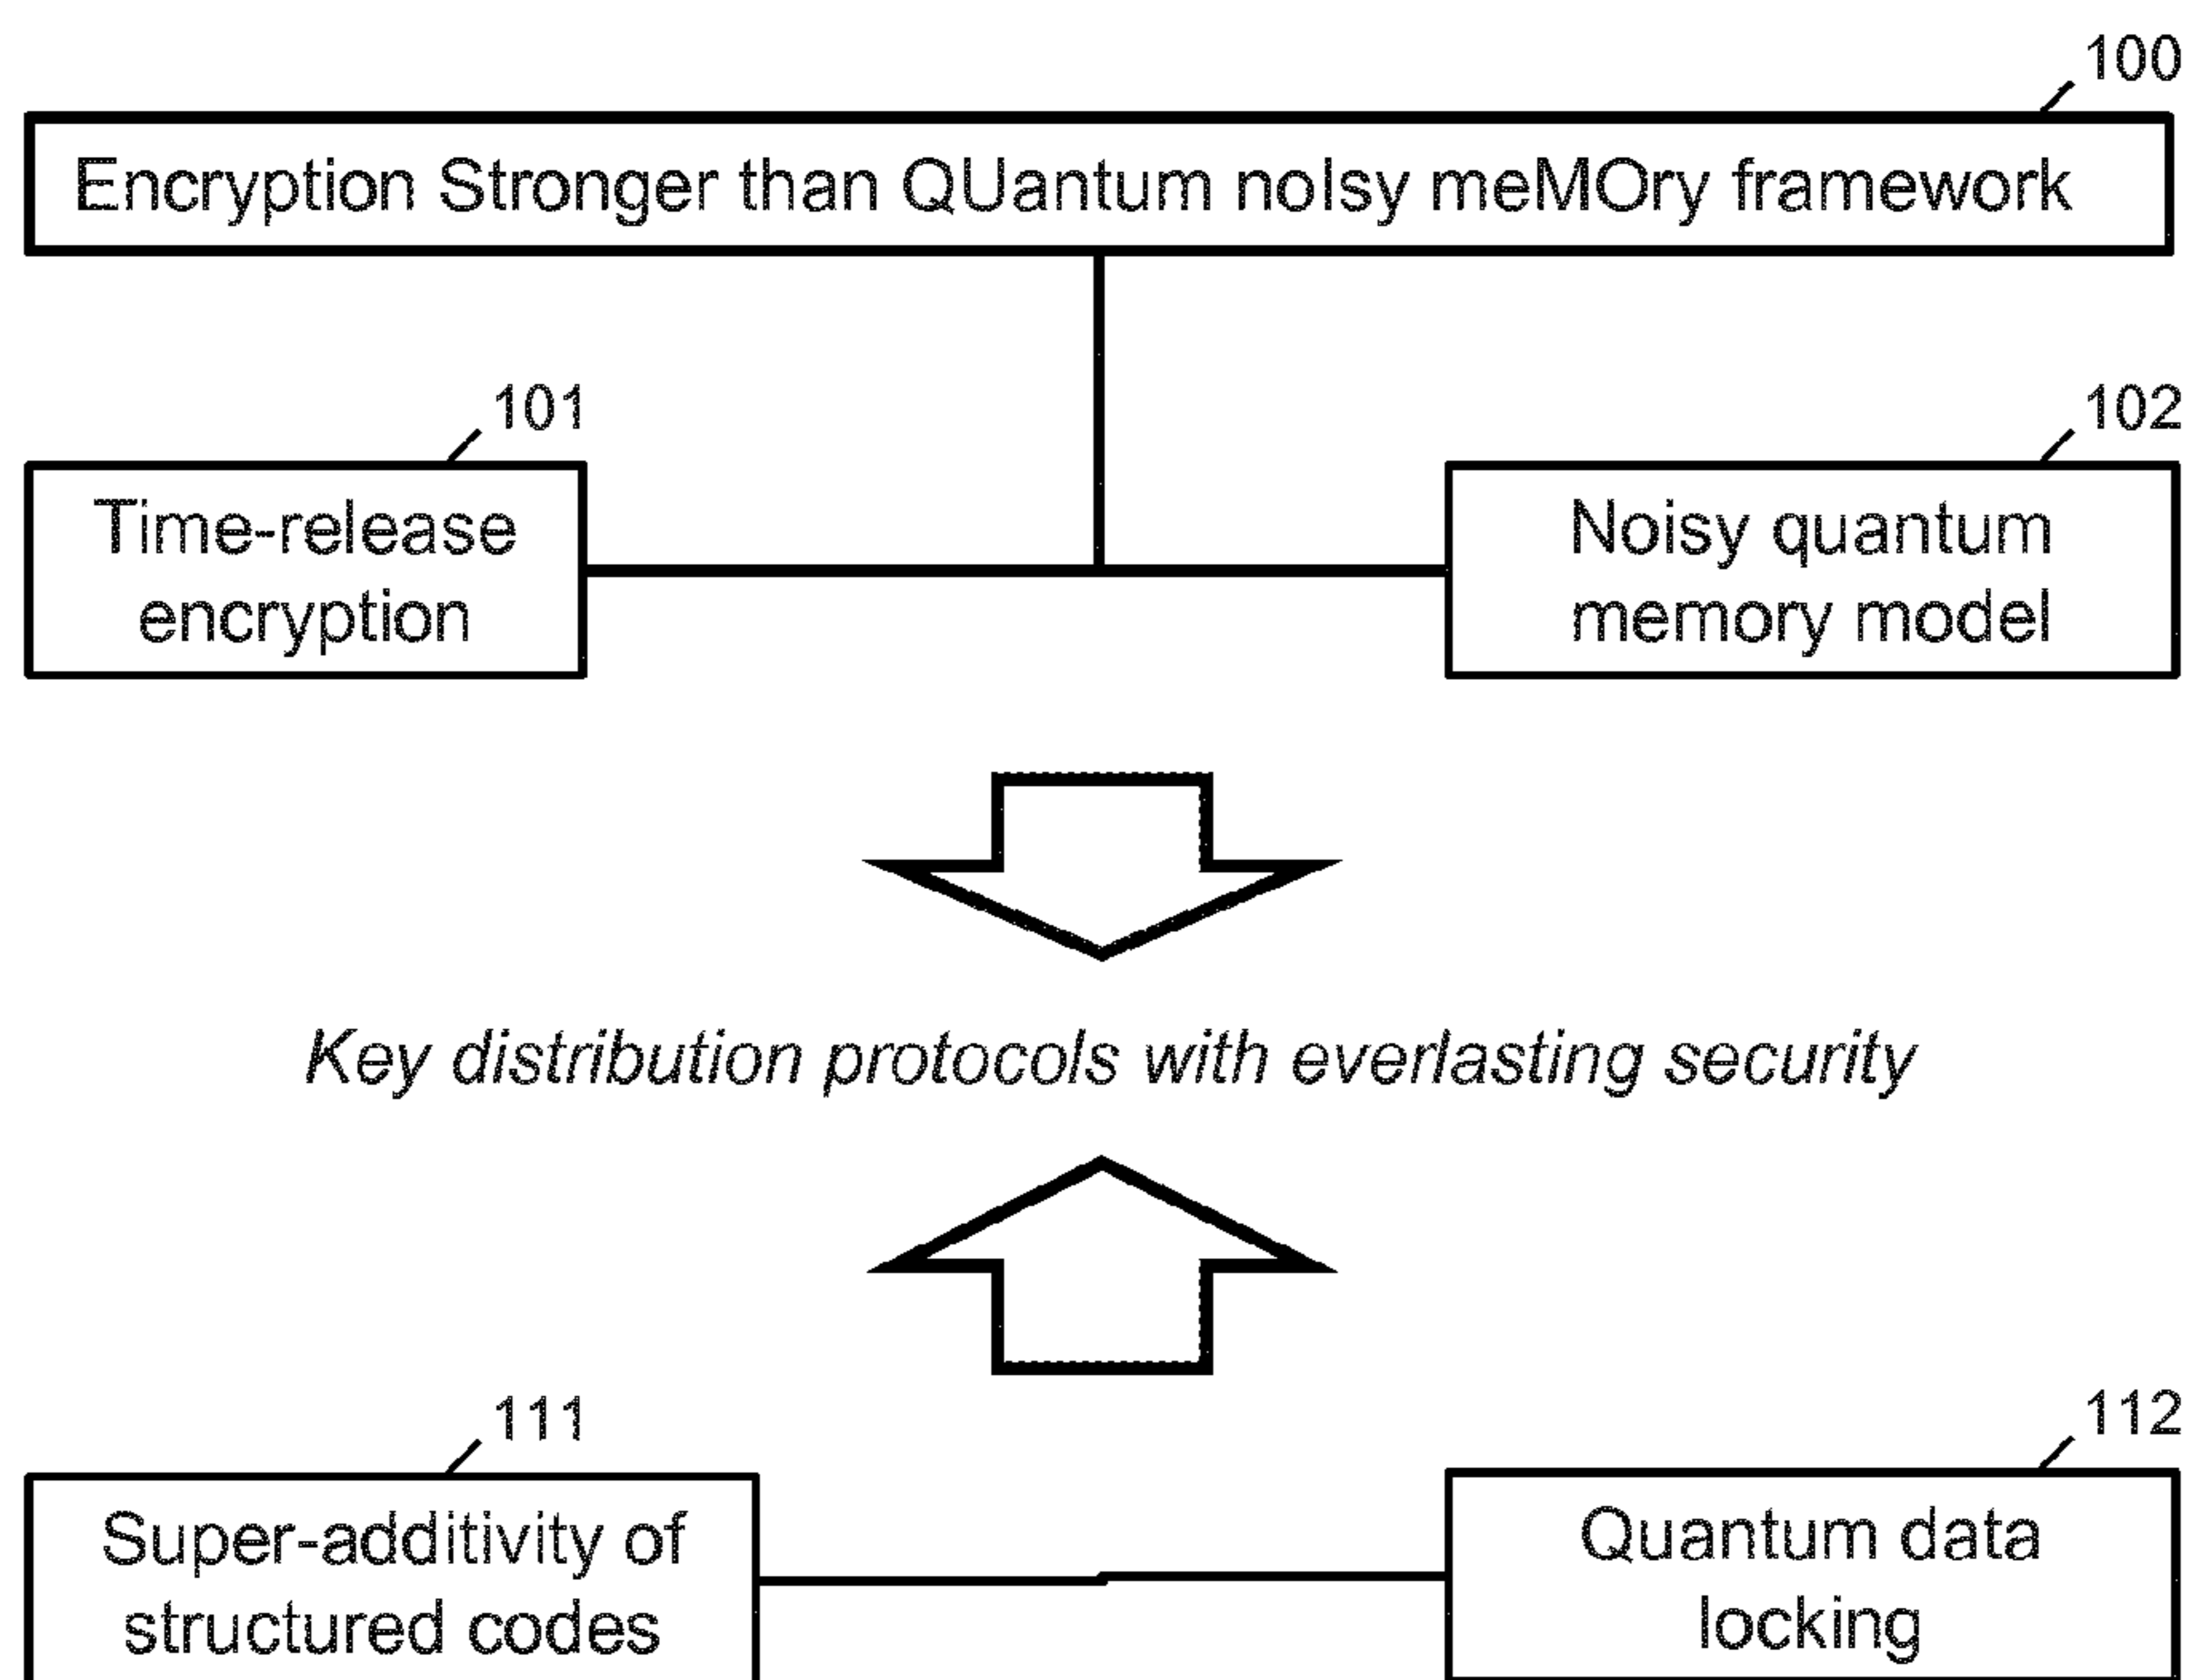 100
Encryption Stronger than QUantum noIsy meMOry framework
101
102
Time-release
encryption
Noisy quantum
memory model
Key distribution protocols with everlasting security
111
112
Super-additivity of
structured codes
Quantum data
locking